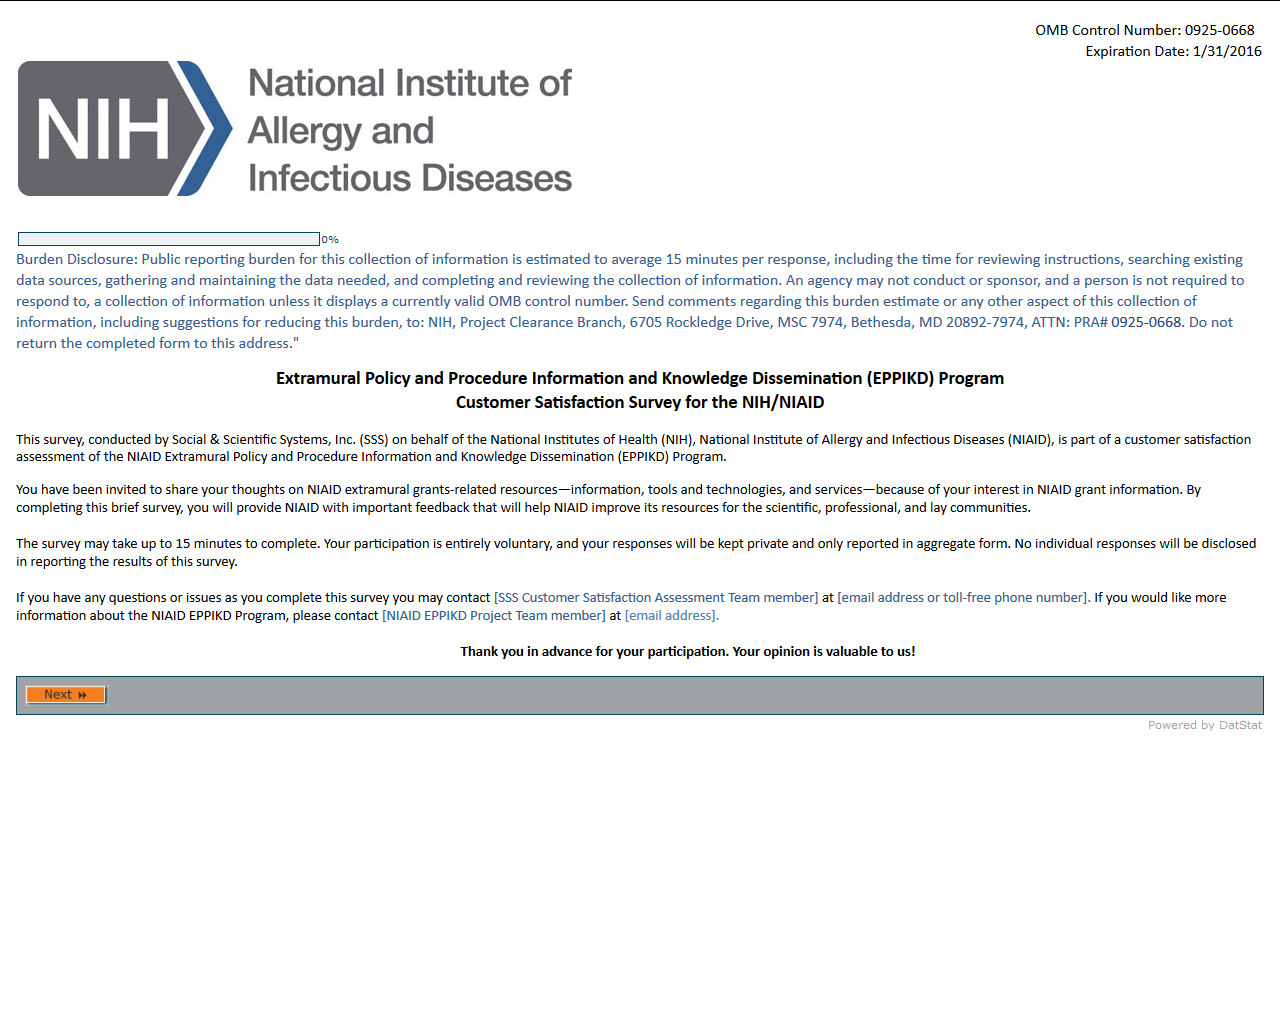 OMB Control Number: 0925-0668
Expiration Date: 1/31/2016
NIH
National Institute of
Allergy and
Infectious Diseases
0%
Burden Disclosure: Public reporting burden for this collection of information is estimated to average 15 minutes per response, including the time for reviewing instructions, searching existing
data sources, gathering and maintaining the data needed, and completing and reviewing the collection of information. An agency may not conduct or sponsor, and a person is not required to
respond to, a collection of information unless it displays a currently valid OMB control number. Send comments regarding this burden estimate or any other aspect of this collection of
information, including suggestions for reducing this burden, to: NIH, Project Clearance Branch, 6705 Rockledge Drive, MSC 7974, Bethesda, MD 20892-7974, ATTN: PRA# 0925-0668. Do not
return the completed form to this address."
Extramural Policy and Procedure Information and Knowledge Dissemination (EPPIKD) Program
Customer Satisfaction Survey for the NIH/NIAID
This survey, conducted by Social & Scientific Systems, Inc. (SSS) on behalf of the National Institutes of Health (NIH), National Institute of Allergy and Infectious Diseases (NIAID), is part of a customer satisfaction
assessment of the NIAID Extramural Policy and Procedure Information and Knowledge Dissemination (EPPIKD) Program.
You have been invited to share your thoughts on NIAID extramural grants-related resources—information, tools and technologies, and services—because of your interest in NIAID grant information. By
completing this brief survey, you will provide NIAID with important feedback that will help NIAID improve its resources for the scientific, professional, and lay communities.
The survey may take up to 15 minutes to complete. Your participation is entirely voluntary, and your responses will be kept private and only reported in aggregate form. No individual responses will be disclosed
in reporting the results of this survey.
If you have any questions or issues as you complete this survey you may contact [SSS Customer Satisfaction Assessment Team member] at [email address or toll-free phone number]. If you would like more
information about the NIAID EPPIKD Program, please contact [NIAID EPPIKD Project Team member] at [email address].
Thank you in advance for your participation. Your opinion is valuable to us!
Next
Powered by DatStat